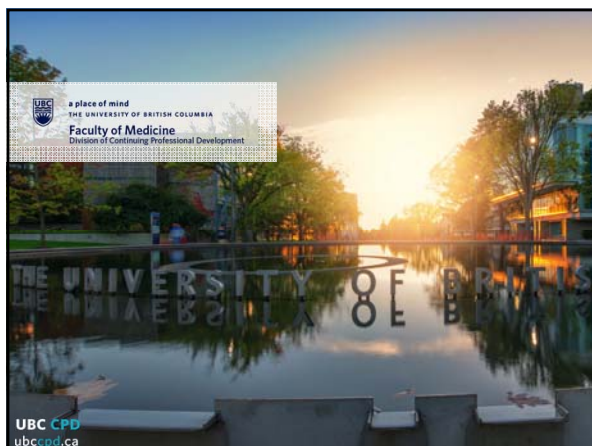 UBC
a place of mind
THE UNIVERSITY OF BRITISH COLUMBIA
Faculty of Medicine
Division of Continuing Professional Development
THE UNIVERSITY OF BRITIS
UBC CPD
ubccpd.ca